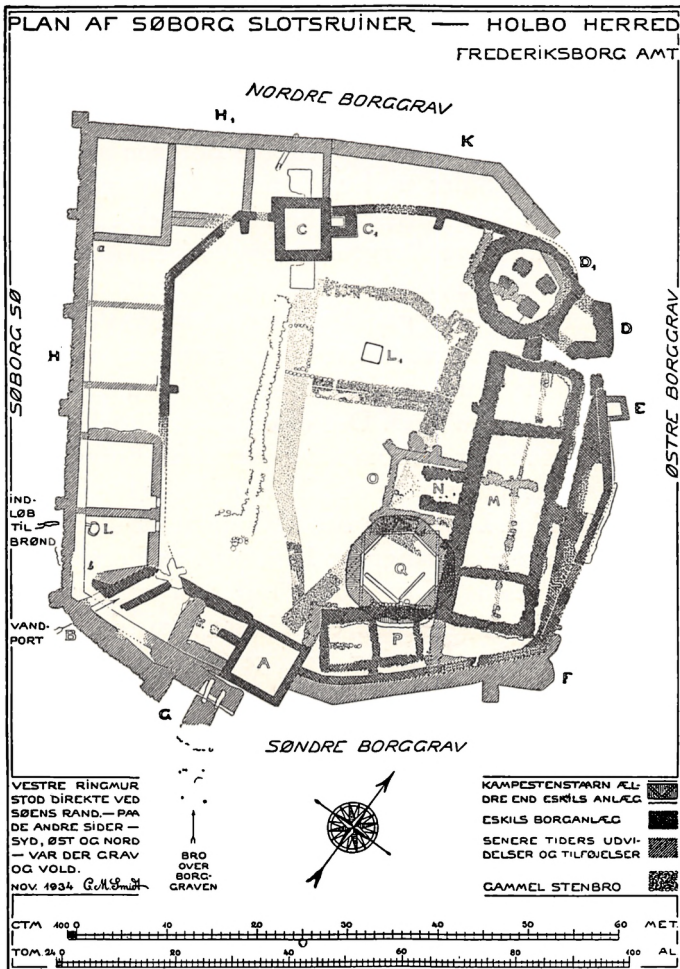 PLAN AF SØBORG SLOTSRUINER — HOLBO HERRED
FREDERIKSBORG AMT
NORDRE BORGGRAV
H₁
K
C
C₁
D₁
D
a
L₁
SØBORG SØ
H
E
ØSTRE BORGGRAV
O
N
M
IND-
LØB
TIL
BRØND
L
Q
b
VAND-
PORT
B
A
P
F
G
SØNDRE BORGGRAV
VESTRE RINGMUR
STOD DIREKTE VED
SØENS RAND.— PAA
DE ANDRE SIDER —
SYD, ØST OG NORD
— VAR DER GRAV
OG VOLD.
NOV. 1934 C.M.Smidt
BRO
OVER
BORG-
GRAVEN
KAMPESTENSTAARN ÆL-
DRE END ESKILS ANLÆG
ESKILS BORGANLÆG
SENERE TIDERS UDVI-
DELSER OG TILFØJELSER
GAMMEL STENBRO
CTM 100 0 10 20 30 40 50 60 MET.
TOM. 24 0 20 40 60 80 100 AL.